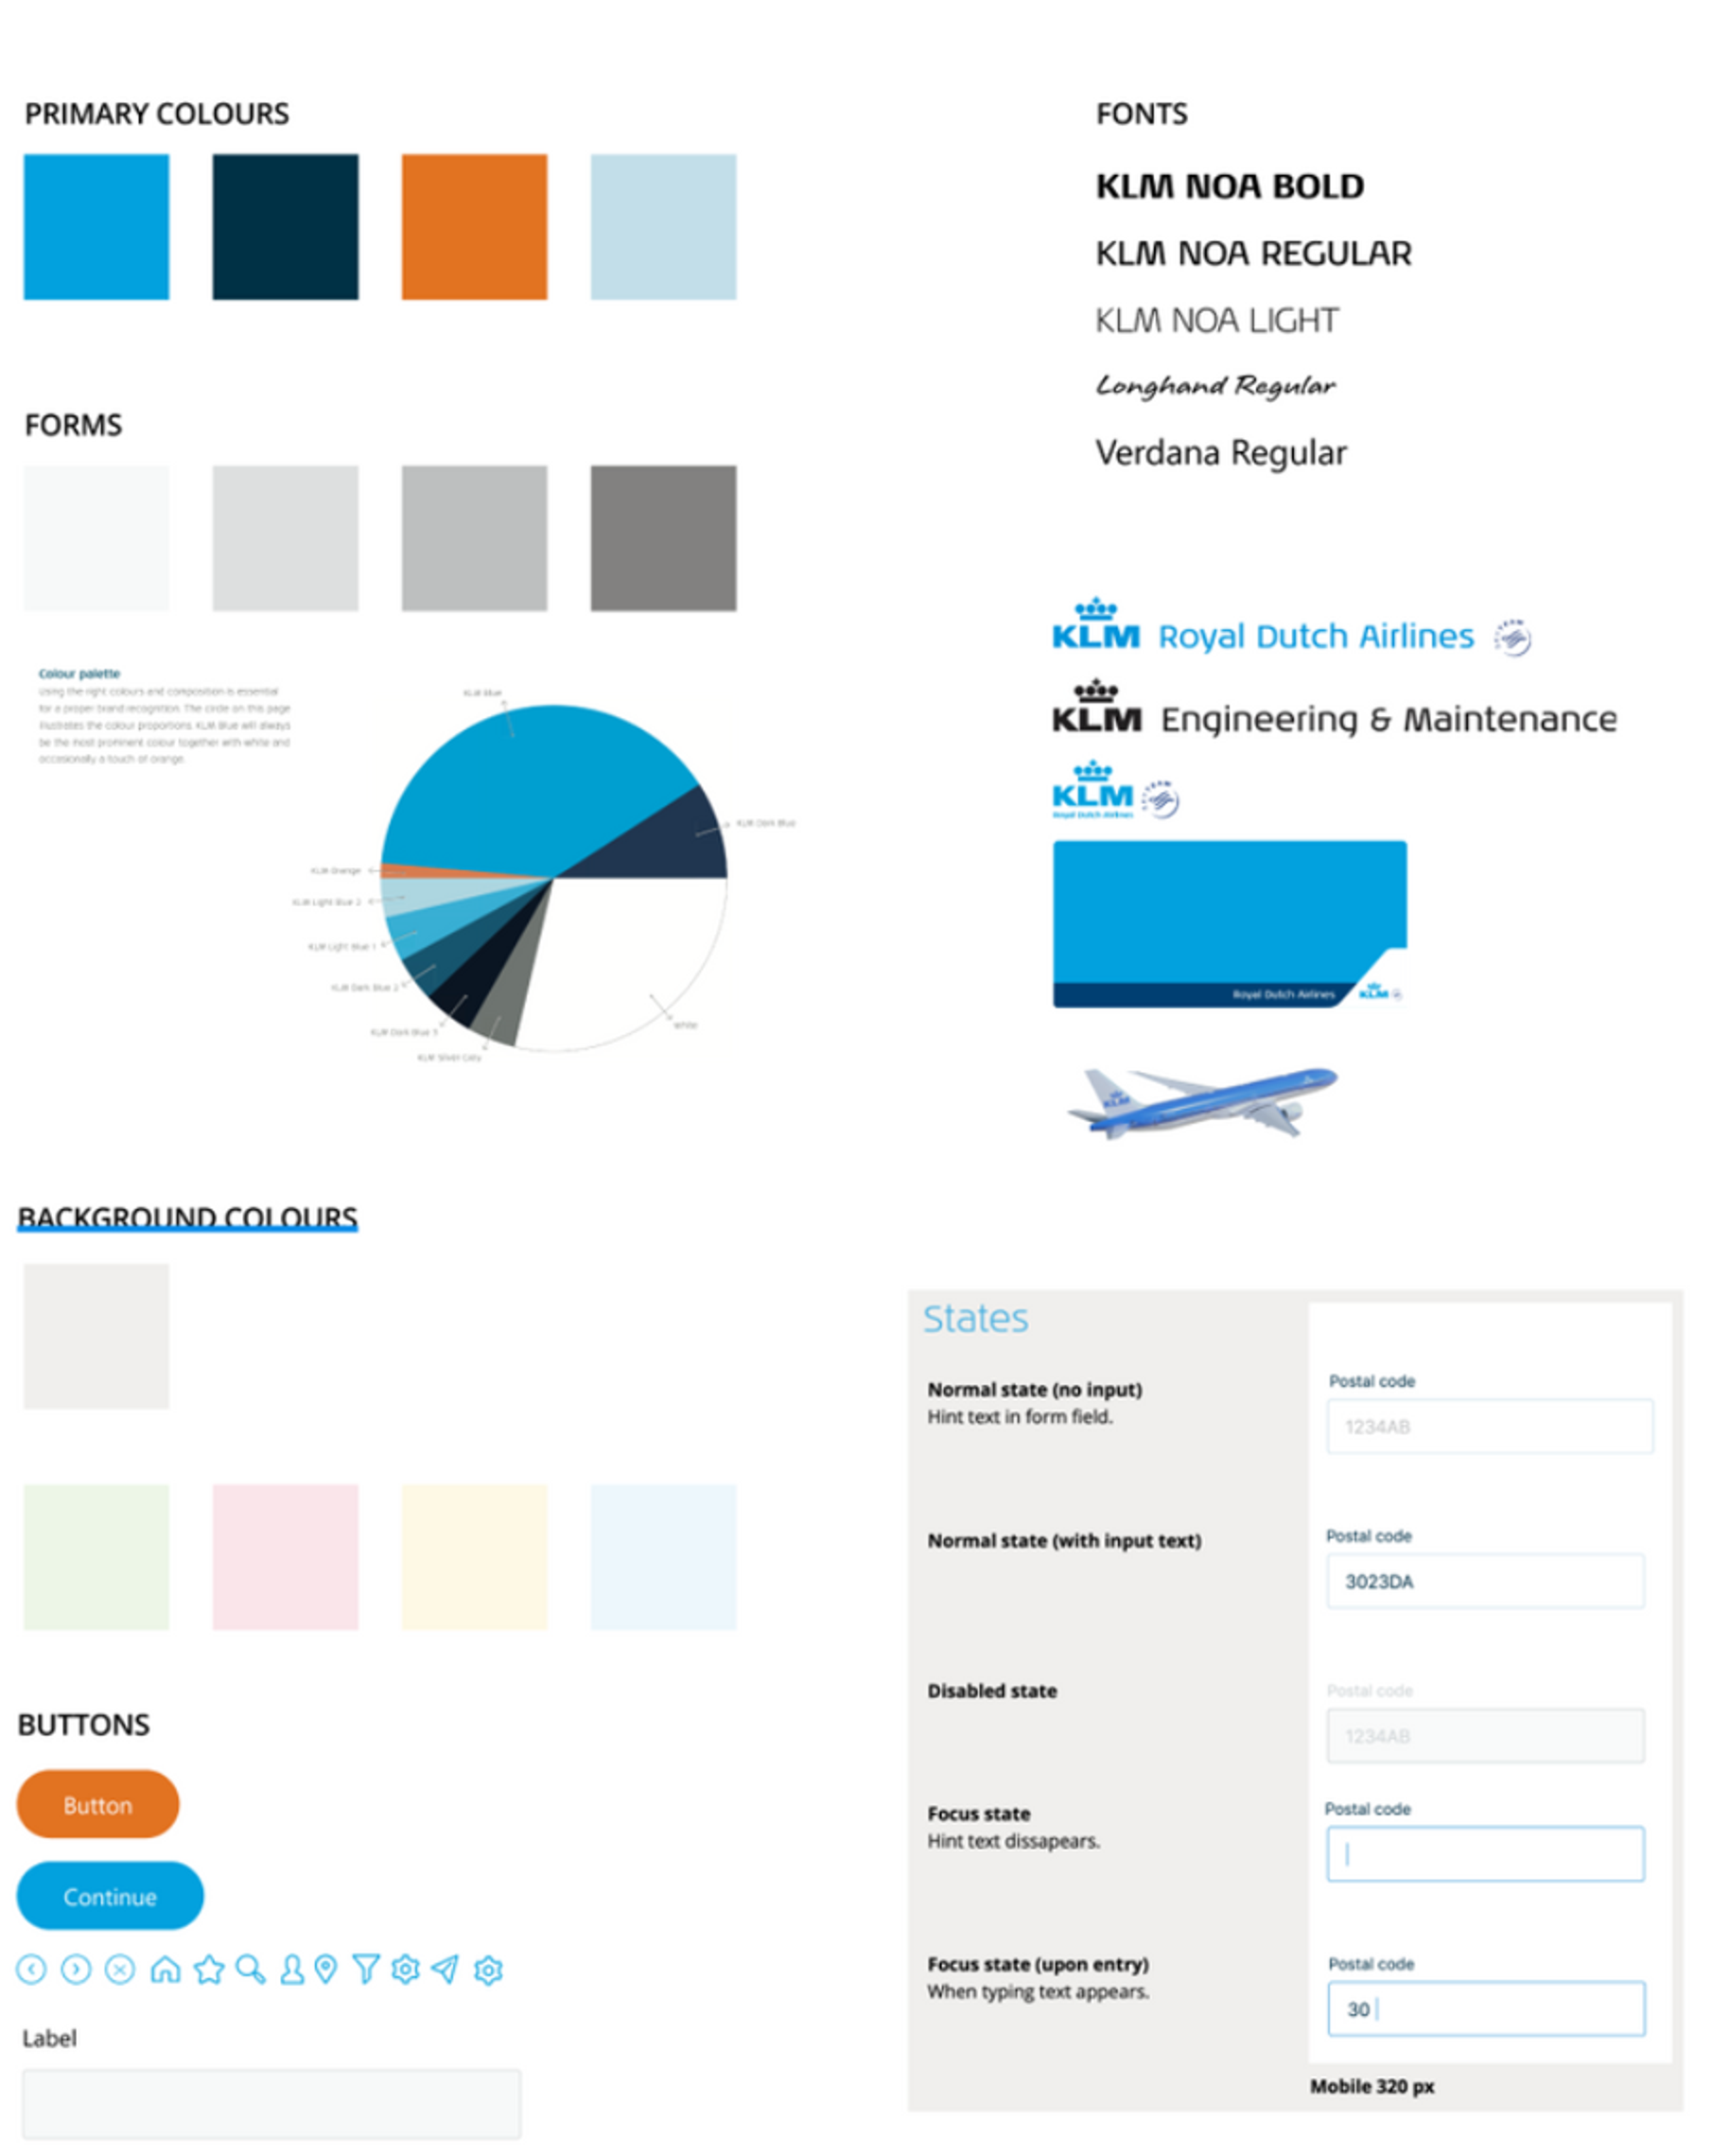 PRIMARY COLOURS
FORMS
Colour palette
Using the right colours and composition is essential
for a proper brand recognition. The circle on this page
illustrates the colour proportions. KLM Blue will always
be the most prominent colour together with white and
occasionally a touch of orange.
KLM Blue
KLM Dark Blue
KLM Orange
KLM Light Blue 2
KLM Light Blue 1
KLM Dark Blue 2
KLM Dark Blue 3
KLM Silver Grey
White
FONTS
KLM NOA BOLD
KLM NOA REGULAR
KLM NOA LIGHT
Longhand Regular
Verdana Regular
KLM Royal Dutch Airlines
KLM Engineering & Maintenance
KLM
Royal Dutch Airlines
Royal Dutch Airlines KLM
KLM
BACKGROUND COLOURS
BUTTONS
Button
Continue
Label
States
Normal state (no input)
Hint text in form field.
Postal code
1234AB
Normal state (with input text)
Postal code
3023DA
Disabled state
Postal code
1234AB
Focus state
Hint text dissapears.
Postal code
Focus state (upon entry)
When typing text appears.
Postal code
30
Mobile 320 px